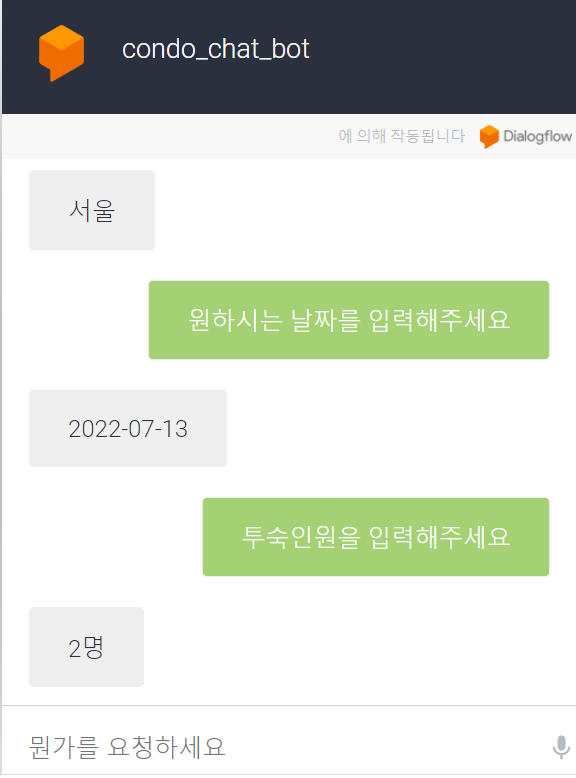 condo_chat_bot
에 의해 작동됩니다 Dialogflow
서울
원하시는 날짜를 입력해주세요
2022-07-13
투숙인원을 입력해주세요
2명
뭔가를 요청하세요